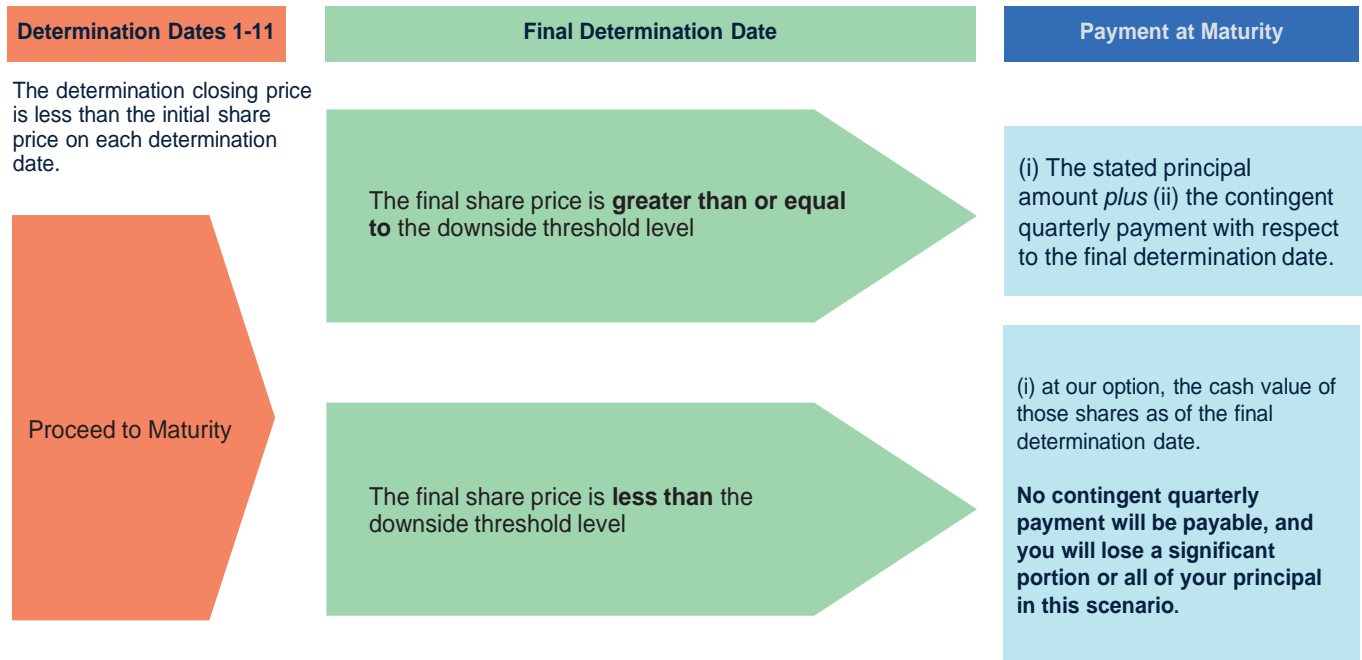 Determination Dates 1-11
Final Determination Date
Payment at Maturity
The determination closing price
is less than the initial share
price on each determination
date.
Proceed to Maturity
The final share price is greater than or equal
to the downside threshold level
(i) The stated principal
amount plus (ii) the contingent
quarterly payment with respect
to the final determination date.
The final share price is less than the
downside threshold level
(i) at our option, the cash value of
those shares as of the final
determination date.
No contingent quarterly
payment will be payable, and
you will lose a significant
portion or all of your principal
in this scenario.